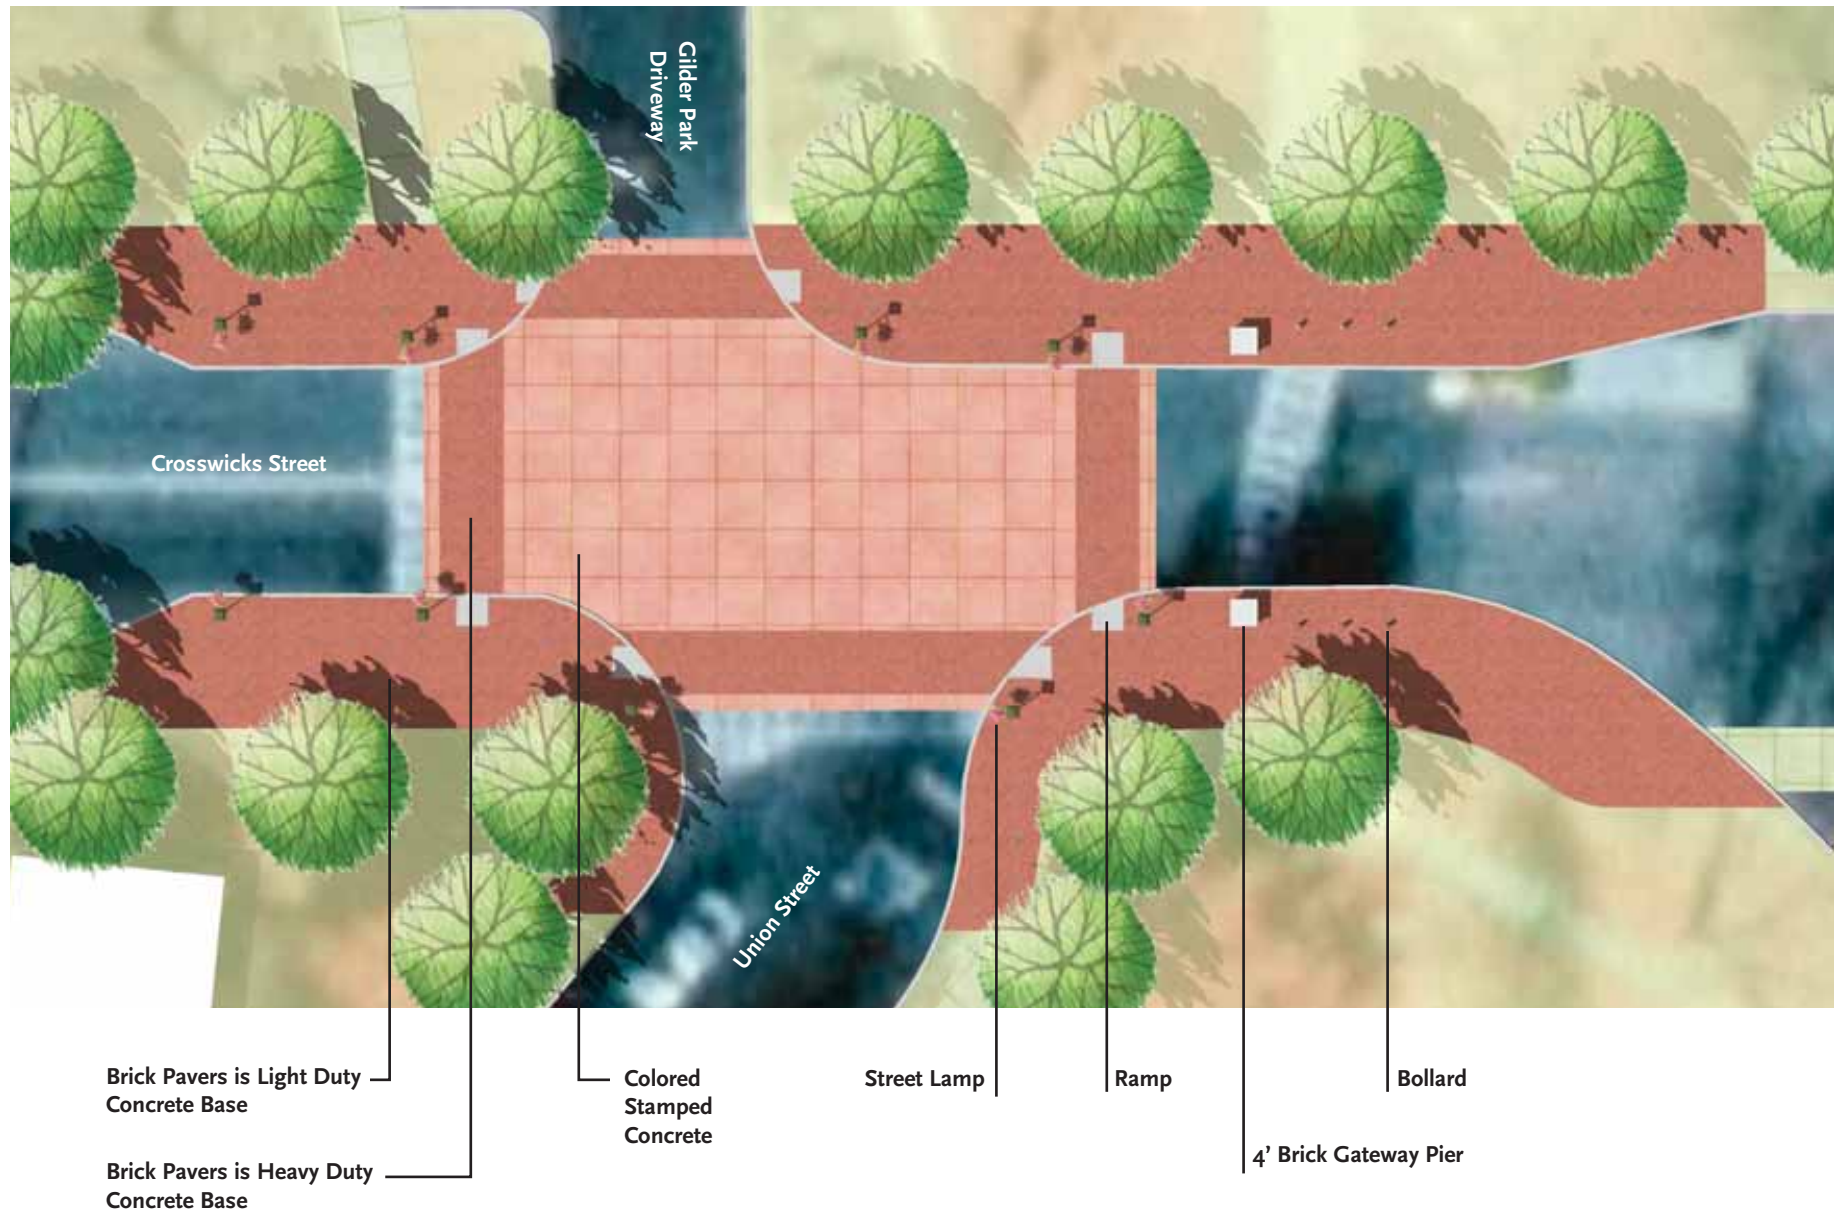 Gilder Park
Driveway
Crosswicks Street
Union Street
Brick Pavers is Light Duty
Concrete Base
Brick Pavers is Heavy Duty
Concrete Base
Colored
Stamped
Concrete
Street Lamp
Ramp
4’ Brick Gateway Pier
Bollard